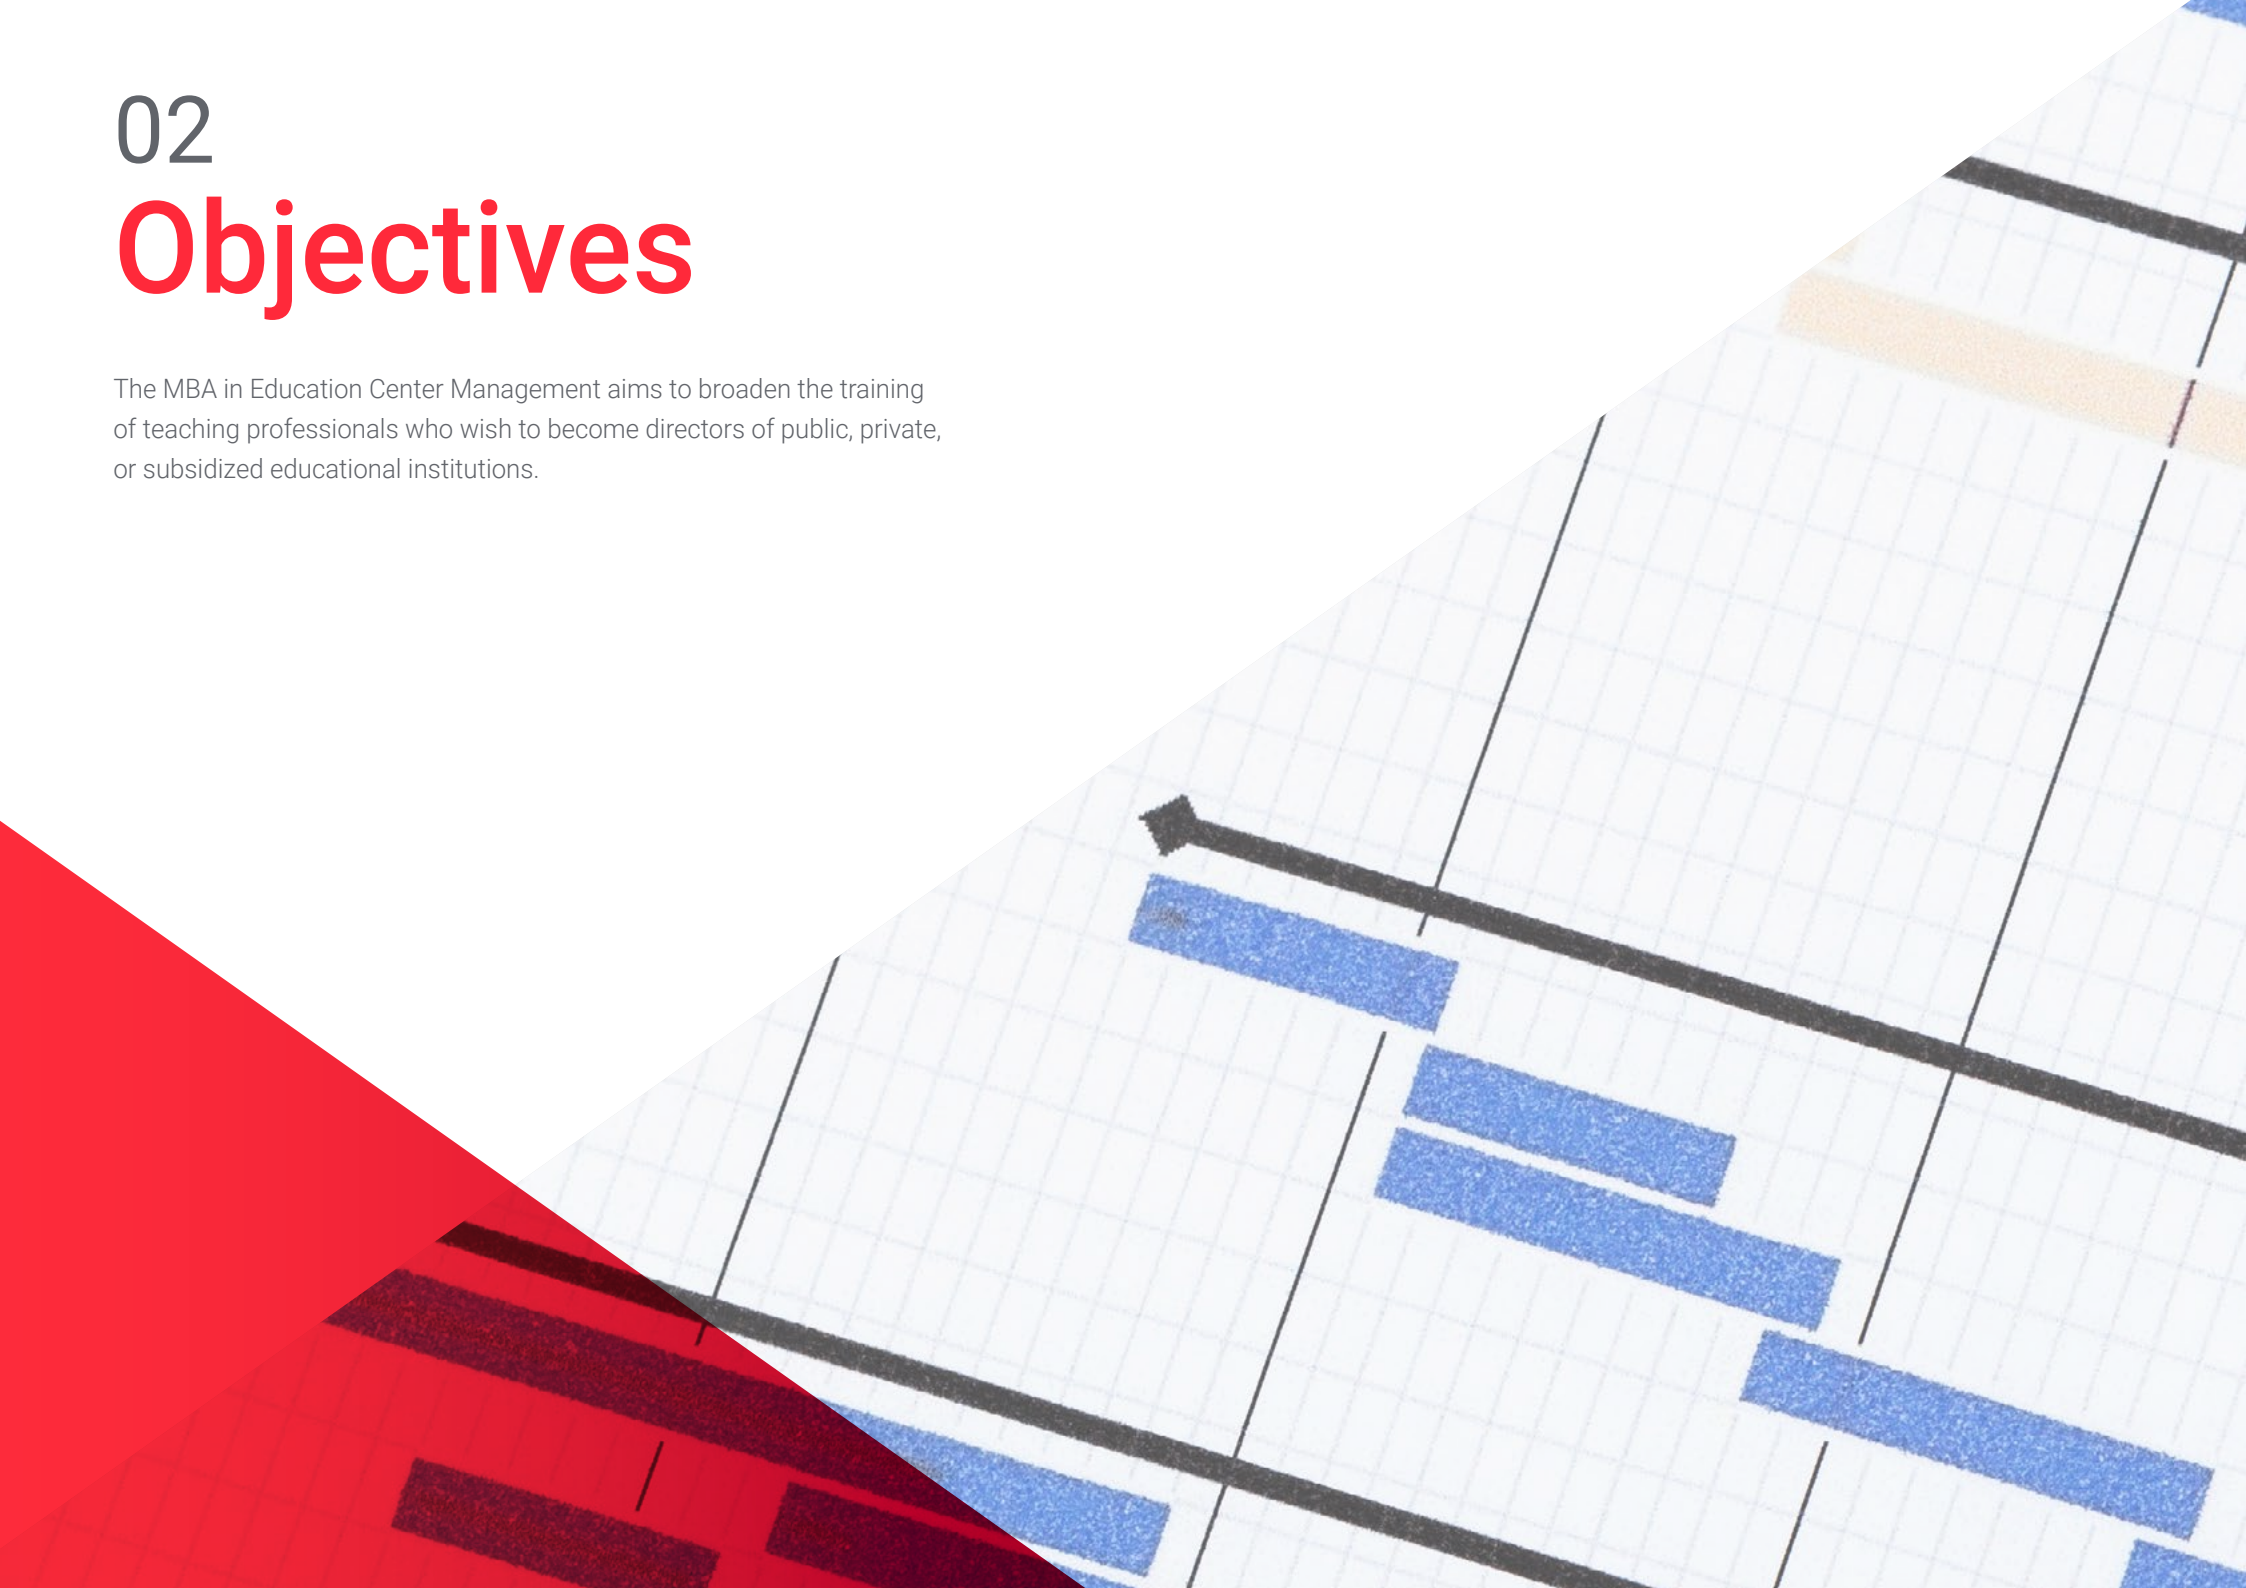 02
Objectives
The MBA in Education Center Management aims to broaden the training
of teaching professionals who wish to become directors of public, private,
or subsidized educational institutions.